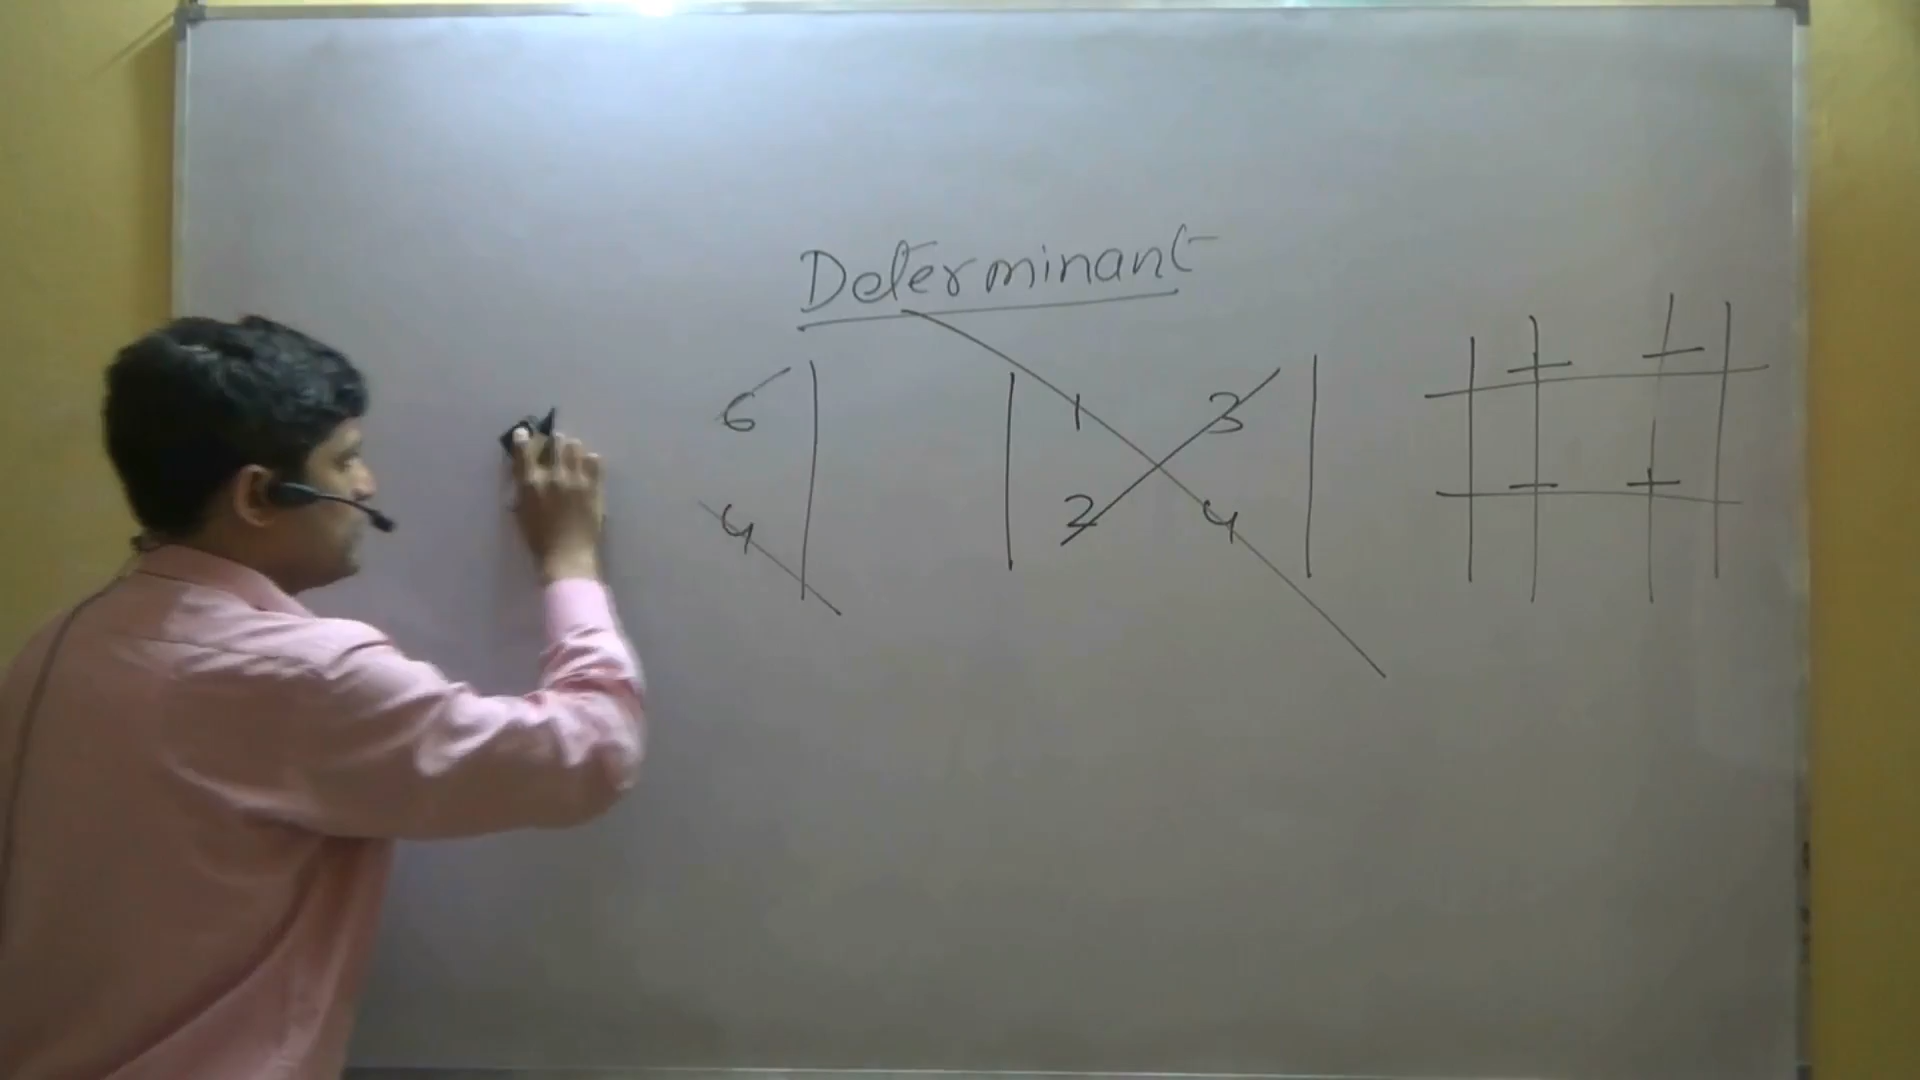 Determinant
6 | | 1 3 |
4 | | 2 4 |
+ -
- +